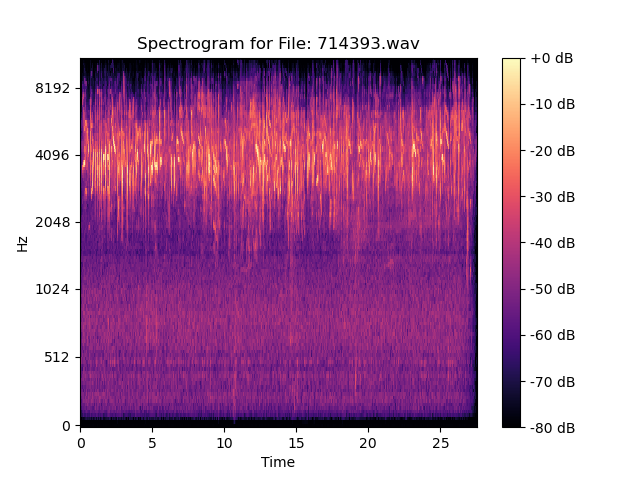 Spectrogram for File: 714393.wav
8192
4096
2048
1024
512
0
Hz
0 5 10 15 20 25
Time
+0 dB
-10 dB
-20 dB
-30 dB
-40 dB
-50 dB
-60 dB
-70 dB
-80 dB